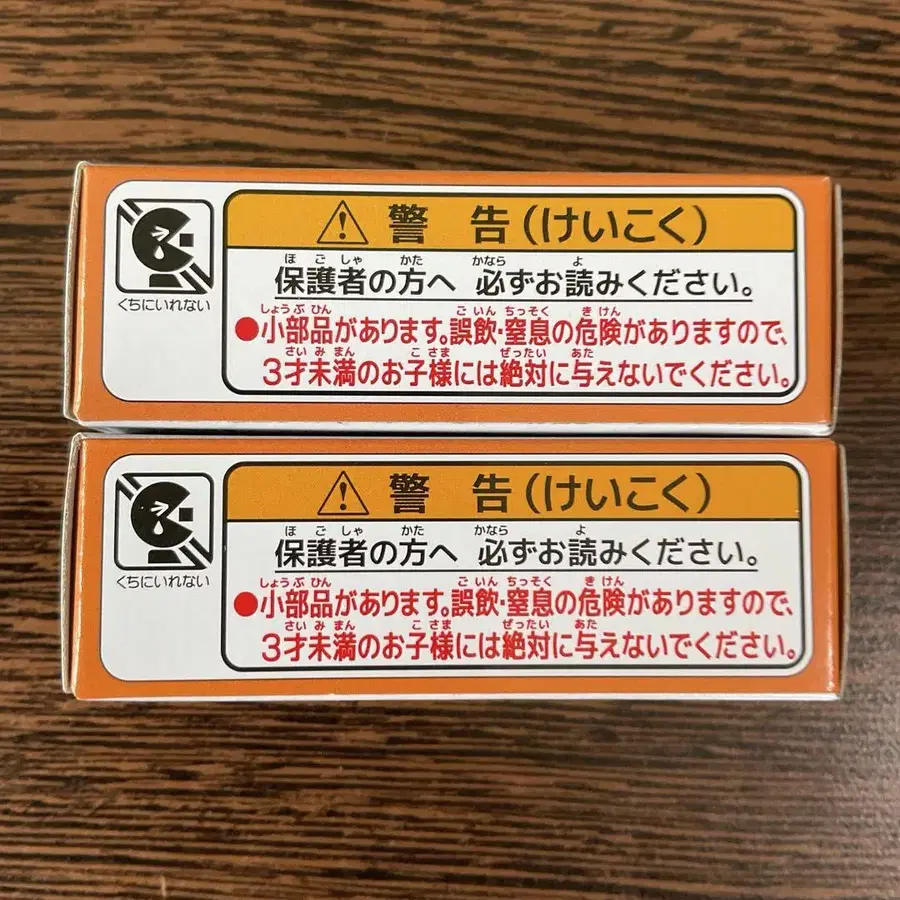 警 告(けいこく)
ほ ご しゃ かた かなら よ
保護者の方へ 必ずお読みください。
しょうぶひん ごいん ちっそく きけん
●小部品があります。誤飲・窒息の危険がありますので、
さいみまん こさま ぜったい あた
3才未満のお子様には絶対に与えないでください。
くちにいれない
警 告(けいこく)
ほ ご しゃ かた かなら よ
保護者の方へ 必ずお読みください。
しょうぶひん ごいん ちっそく きけん
●小部品があります。誤飲・窒息の危険がありますので、
さいみまん こさま ぜったい あた
3才未満のお子様には絶対に与えないでください。
くちにいれない